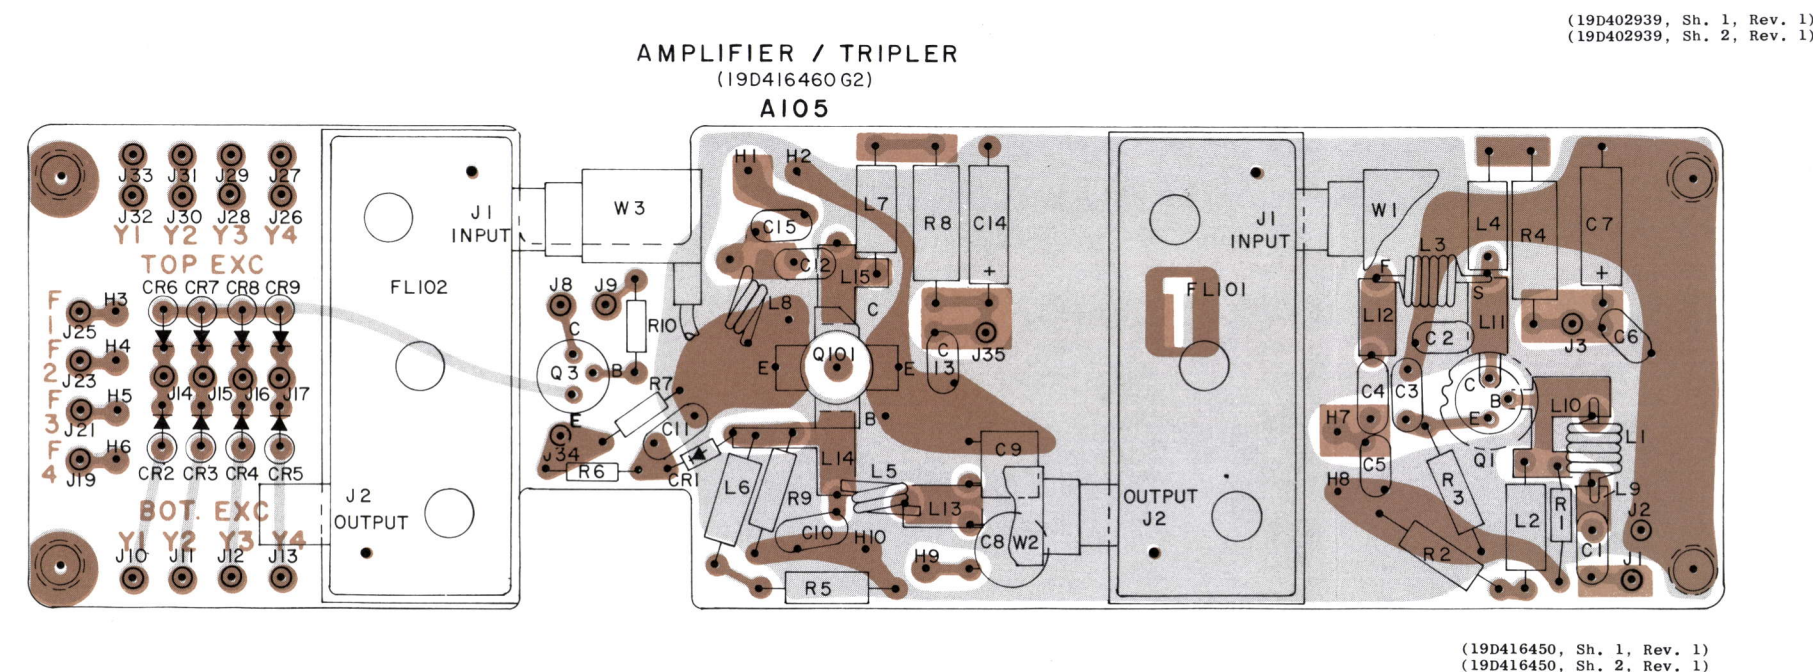 (19D402939, Sh. 1, Rev. 1)
(19D402939, Sh. 2, Rev. 1)
AMPLIFIER / TRIPLER
(19D416460G2)
A105
J33 J31 J29 J27
J32 J30 J28 J26
Y1 Y2 Y3 Y4
TOP EXC
CR6 CR7 CR8 CR9
F1 H3
J25
F2 H4
J23
J14 J15 J16 J17
F3 H5
J21
F4 H6
J19
CR2 CR3 CR4 CR5
BOT. EXC
Y1 Y2 Y3 Y4
J10 J11 J12 J13
J1
INPUT
FL102
J2
OUTPUT
W3
J8 J9
C
R10
Q3
B
E
R7
J34
R6
C11
CR1
H1 H2
C15
C12
L15
L8
C
L7
R8
C14
+
Q101
E E
C13
J35
B
L14
L6
R9
L5
C10
H10
L13
C9
C8
W2
H9
R5
J1
INPUT
FL101
1
OUTPUT
J2
W1
L3
F
S
L4
R4
C7
+
L12
L11
C2
J3
C6
C4
C3
C
B
E
H7
Q1
L10
L1
C5
H8
R3
L9
R2
L2
R1
C1
J2
J1
(19D416450, Sh. 1, Rev. 1)
(19D416450, Sh. 2, Rev. 1)